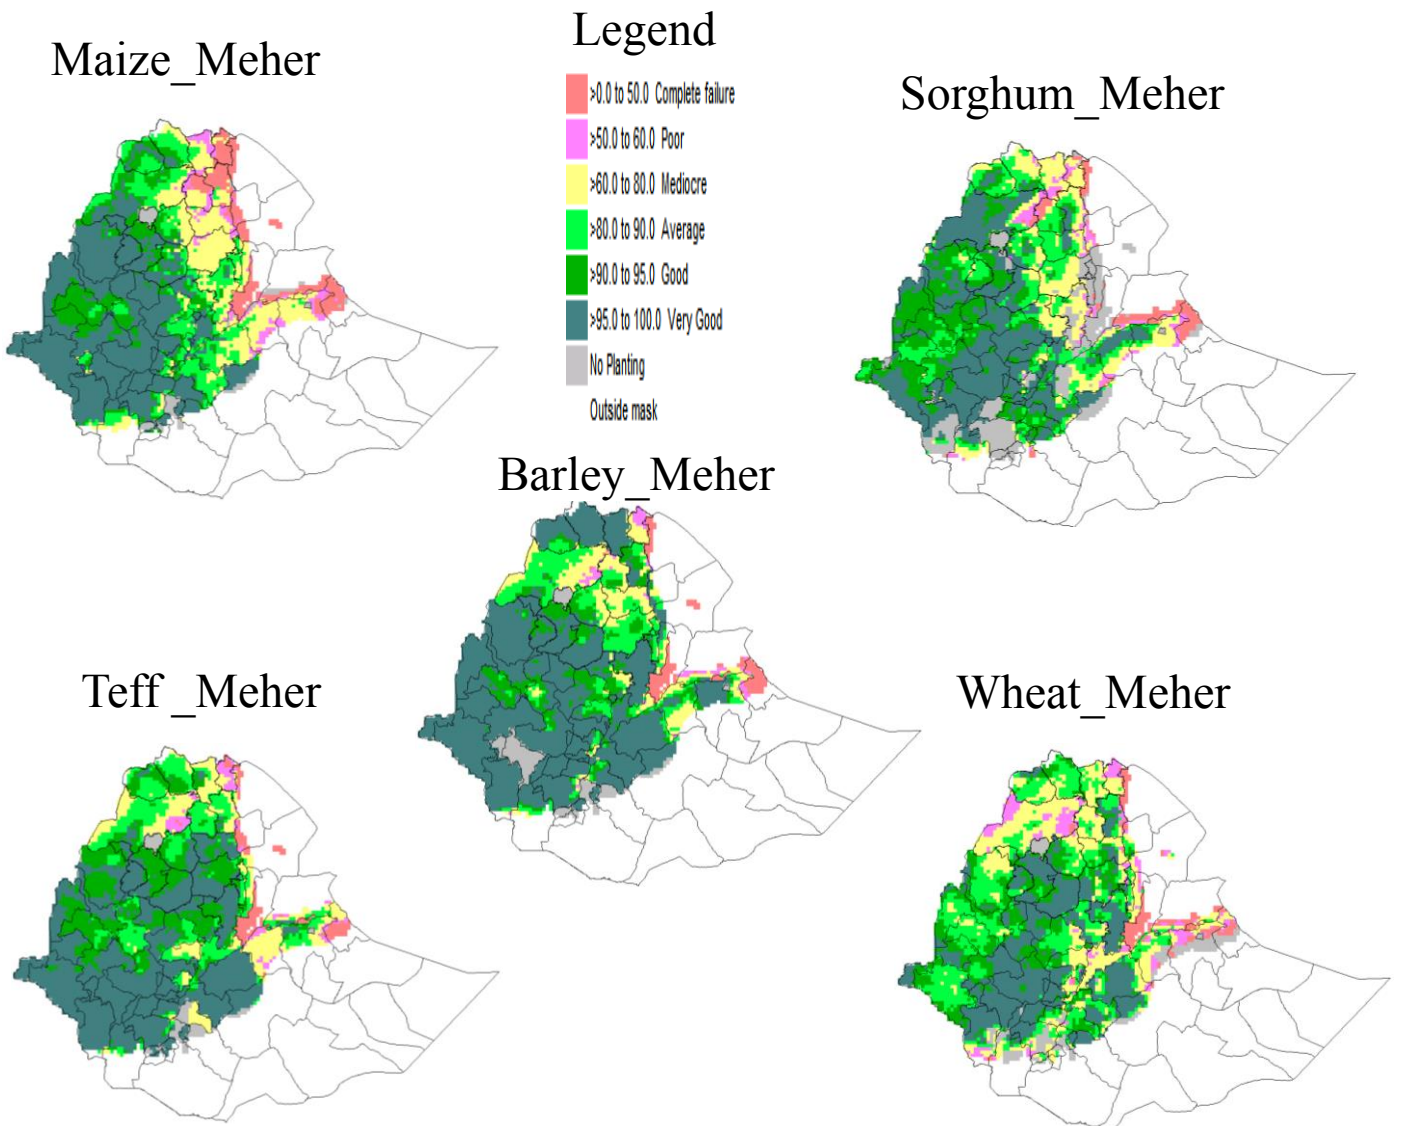 Legend
Maize_Meher
Sorghum_Meher
>0.0 to 50.0 Complete failure
>50.0 to 60.0 Poor
>60.0 to 80.0 Mediocre
>80.0 to 90.0 Average
>90.0 to 95.0 Good
>95.0 to 100.0 Very Good
No Planting
Outside mask
Barley_Meher
Teff _Meher
Wheat_Meher